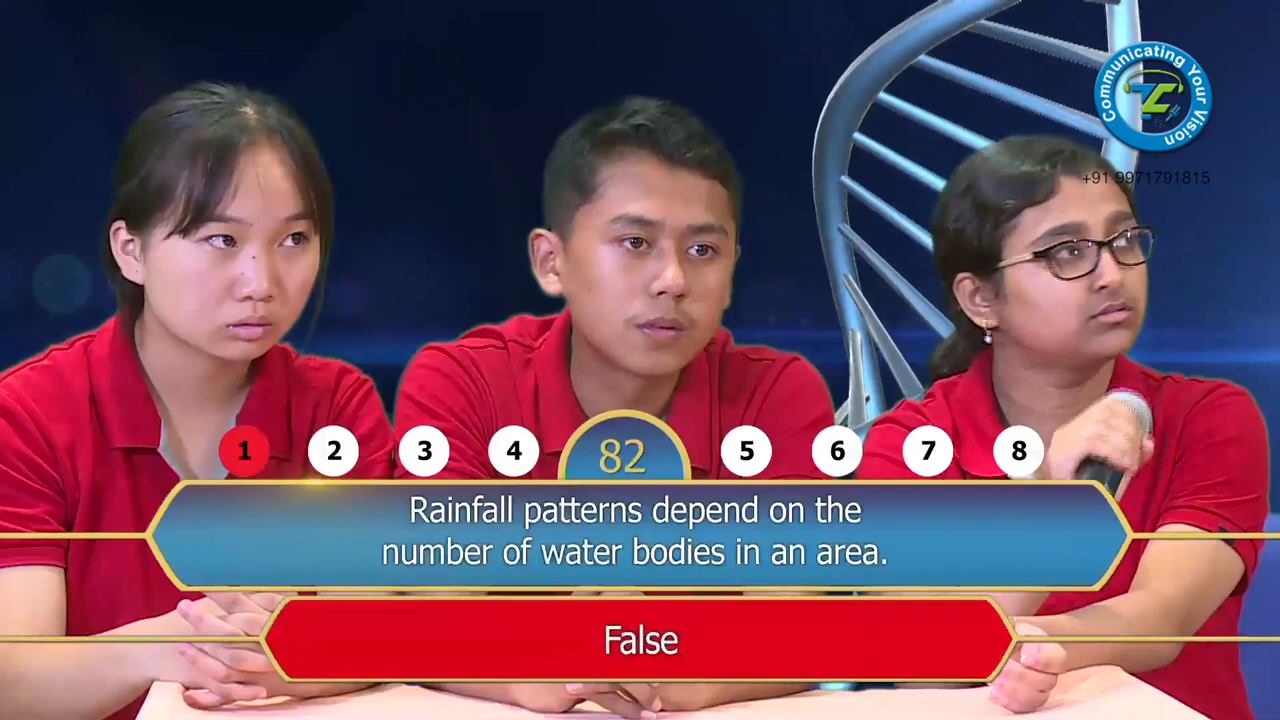 Communicating Your Vision
+91 9971791815
1 2 3 4 82 5 6 7 8
Rainfall patterns depend on the
number of water bodies in an area.
False